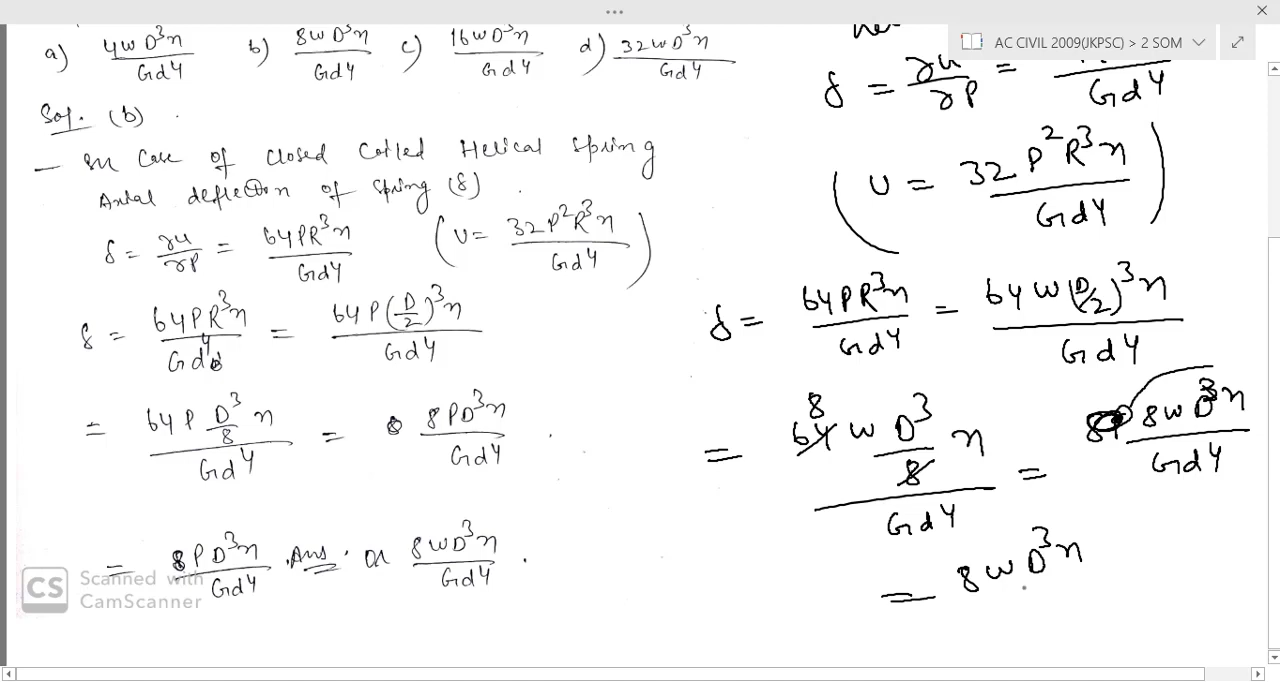 AC CIVIL 2009(JKPSC) > 2 SOM
a) 4WD³n/Gd4 b) 8WD³n/Gd4 c) 16WD³n/Gd4 d) 32WD³n/Gd4
Sol. (b).
— In Case of closed Coiled Helical Spring
Axial deflection of Spring (δ).
δ = ∂u/∂P = 64PR³n/Gd4 (U = 32P²R³n/Gd4)
δ = 64PR³n/Gd4 = 64P(D/2)³n/Gd4
= 64P D³/8 n/Gd4 = 8PD³n/Gd4.
= 8PD³n/Gd4 .Ans. or 8WD³n/Gd4.
Scanned with
CS CamScanner
δ = ∂u/∂P = /Gd4
(U = 32P²R³n/Gd4)
δ = 64PR³n/Gd4 = 64W(D/2)³n/Gd4
= 8 64 W D³/8 n/Gd4 = 8WD³n/Gd4
= 8WD³n